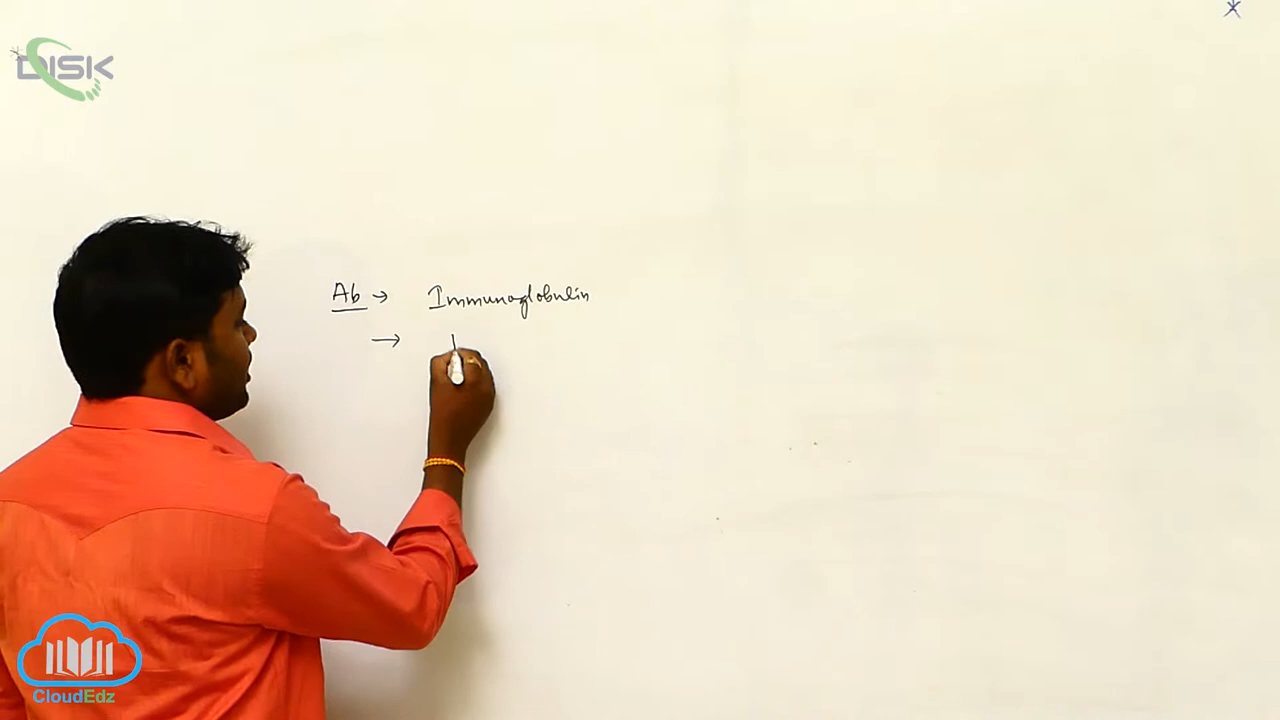 DISK
Ab → Immunoglobulin
→
CloudEdz